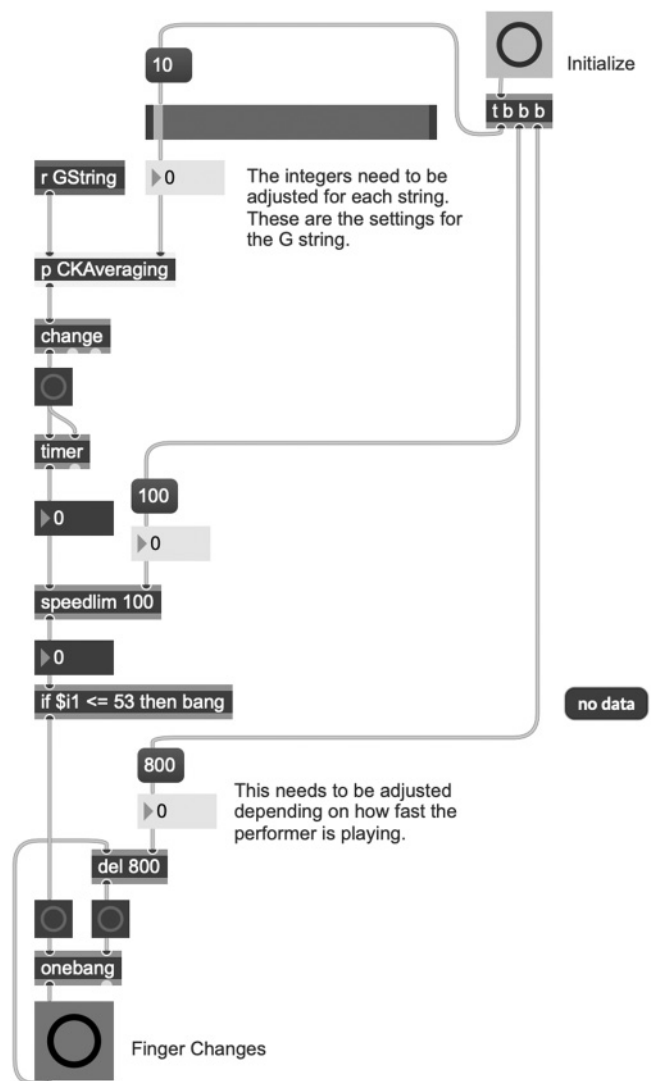 10
Initialize
t b b b
r GString
0
The integers need to be
adjusted for each string.
These are the settings for
the G string.
p CKAveraging
change
timer
100
0
0
speedlim 100
0
if $i1 <= 53 then bang
no data
800
0
This needs to be adjusted
depending on how fast the
performer is playing.
del 800
onebang
Finger Changes